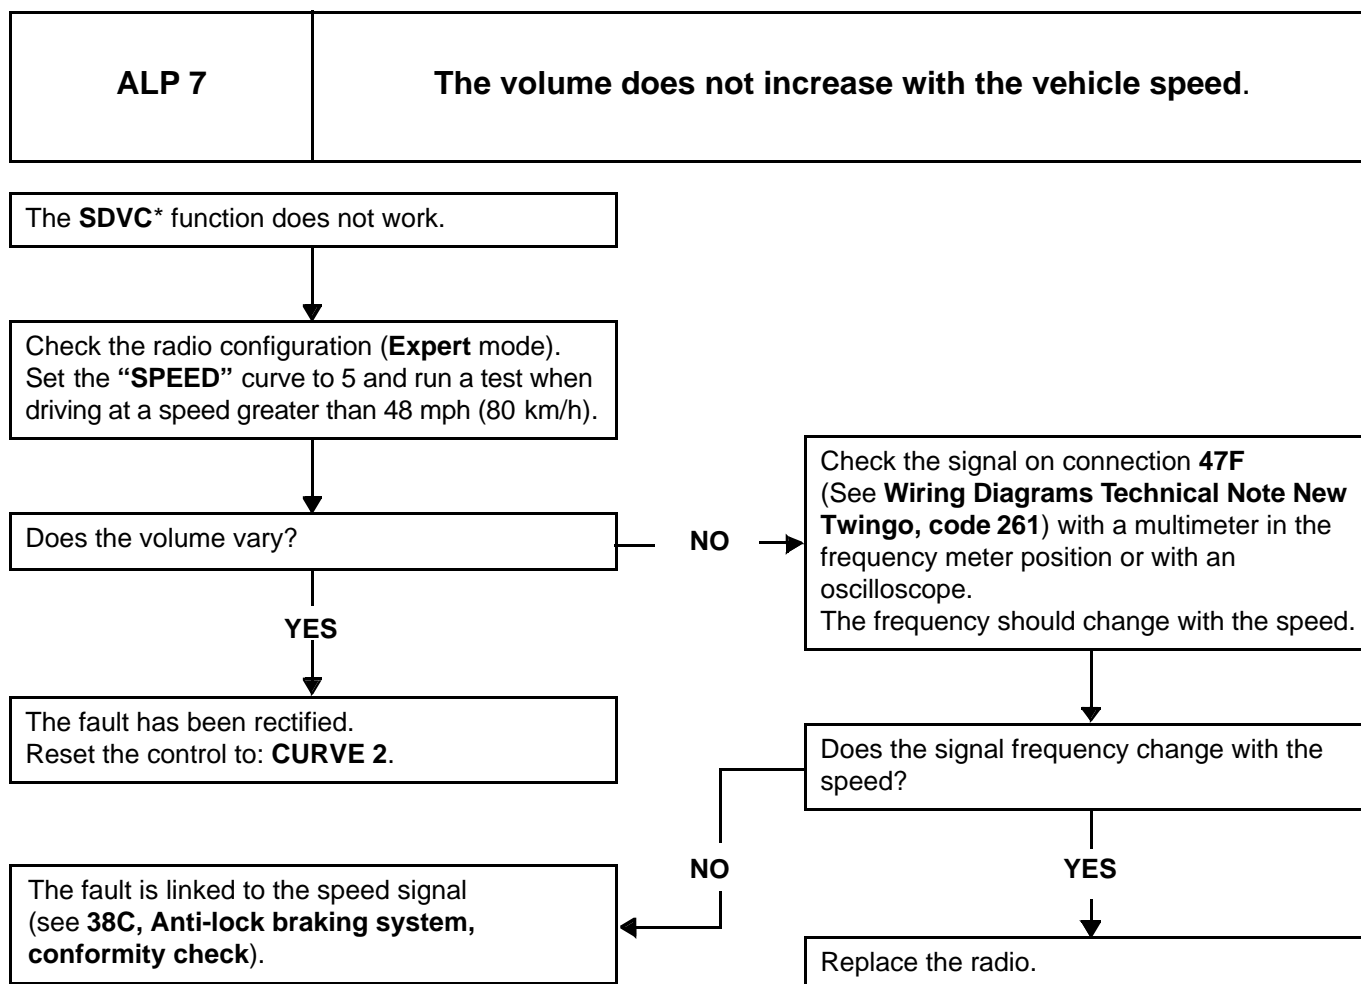 ALP 7
The volume does not increase with the vehicle speed.
The SDVC* function does not work.
Check the radio configuration (Expert mode).
Set the “SPEED” curve to 5 and run a test when
driving at a speed greater than 48 mph (80 km/h).
Does the volume vary?
NO
Check the signal on connection 47F
(See Wiring Diagrams Technical Note New
Twingo, code 261) with a multimeter in the
frequency meter position or with an
oscilloscope.
The frequency should change with the speed.
YES
The fault has been rectified.
Reset the control to: CURVE 2.
Does the signal frequency change with the
speed?
NO
YES
The fault is linked to the speed signal
(see 38C, Anti-lock braking system,
conformity check).
Replace the radio.